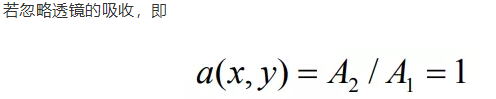 若忽略透镜的吸收，即
a(x, y) = A₂ / A₁ = 1